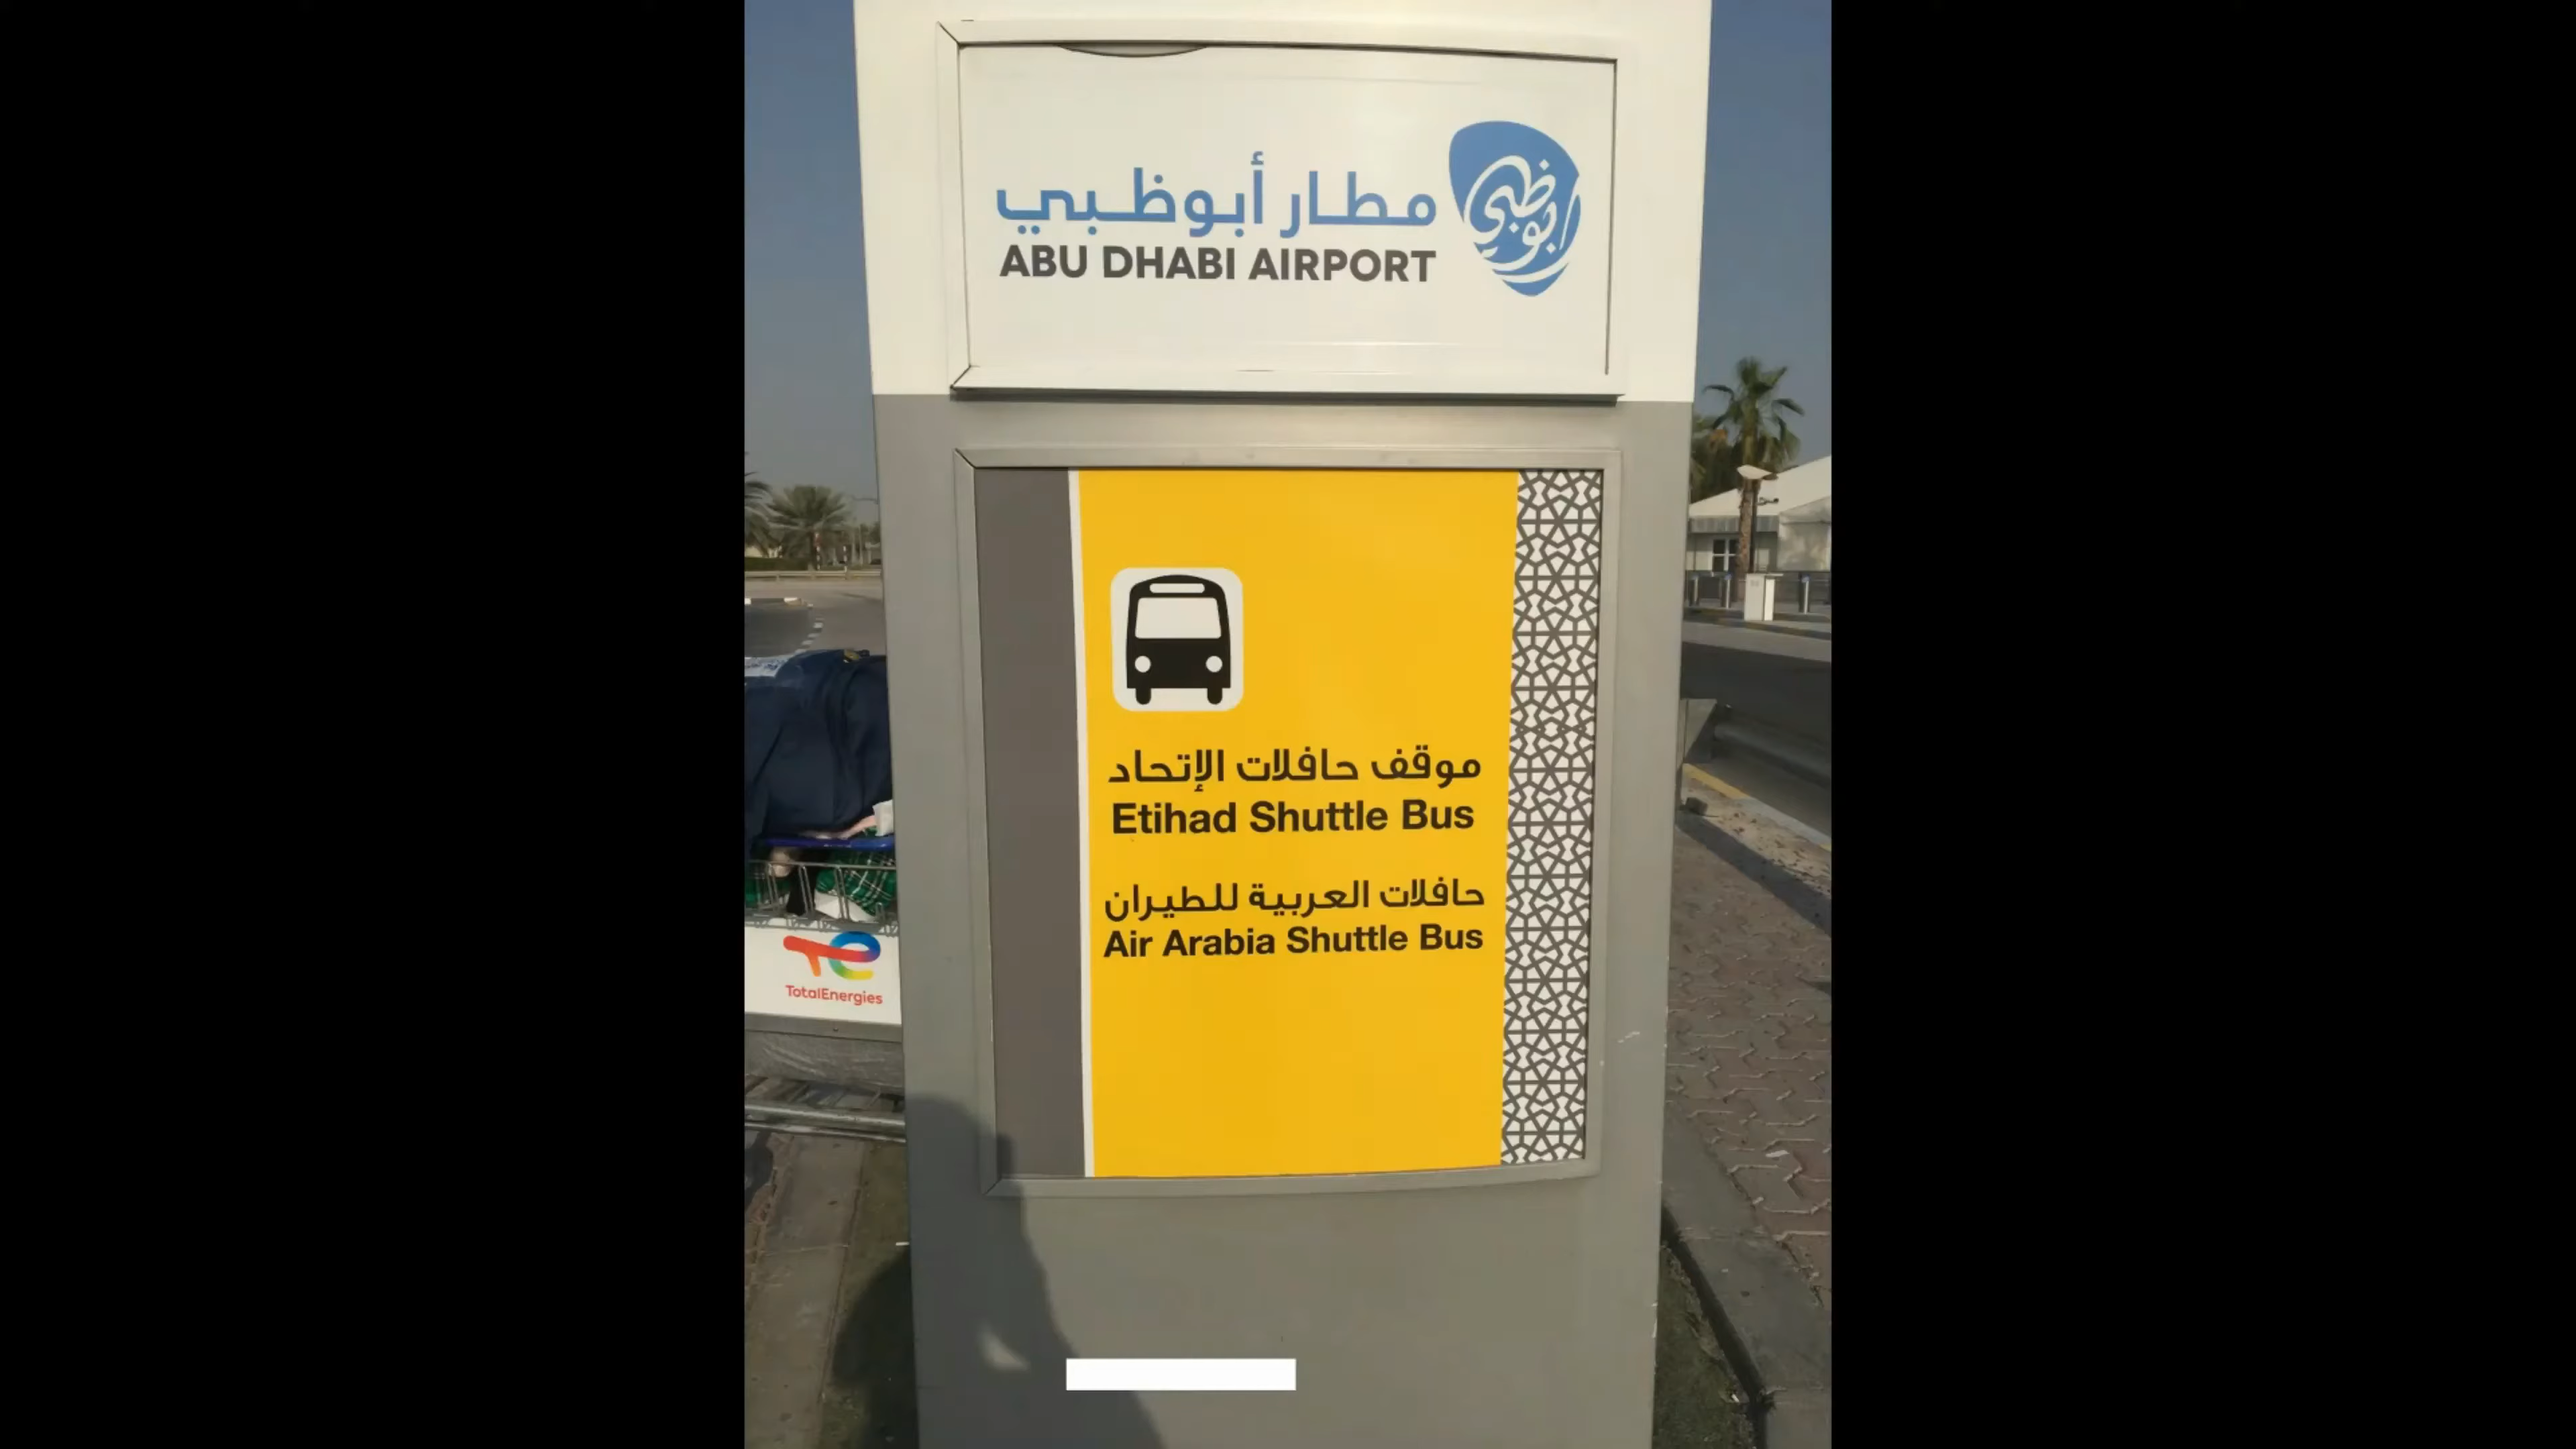 مطار أبوظبي
ABU DHABI AIRPORT
أبوظبي
موقف حافلات الإتحاد
Etihad Shuttle Bus
حافلات العربية للطيران
Air Arabia Shuttle Bus
TotalEnergies